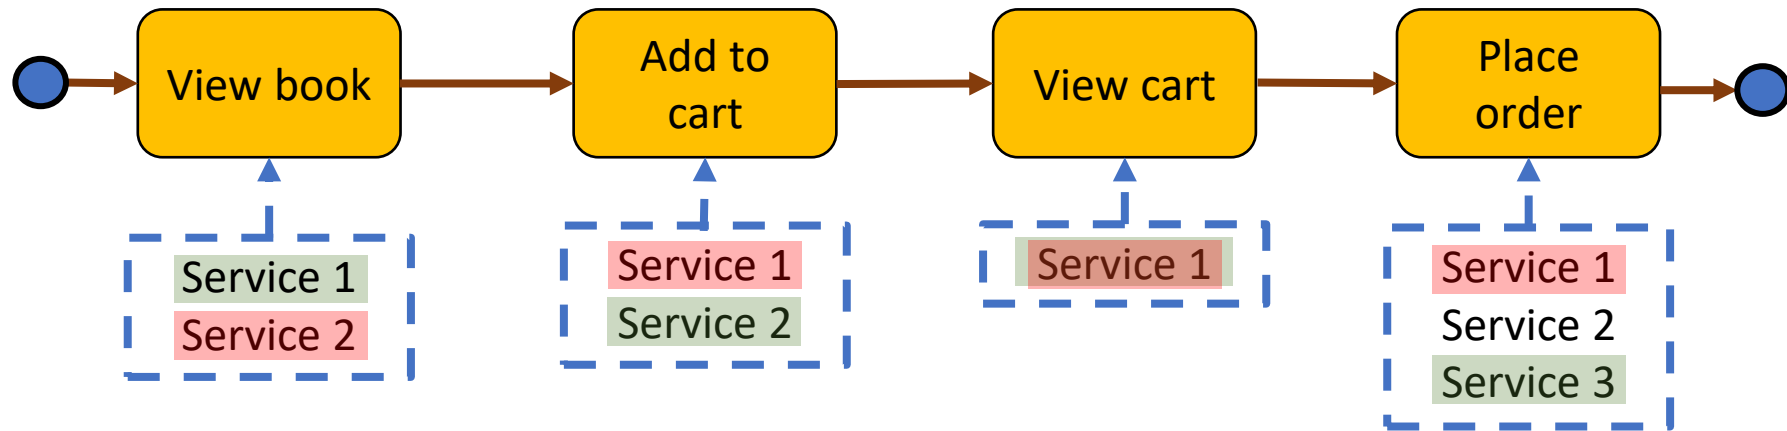 View book
Add to
cart
View cart
Place
order
Service 1
Service 2
Service 1
Service 2
Service 1
Service 1
Service 2
Service 3